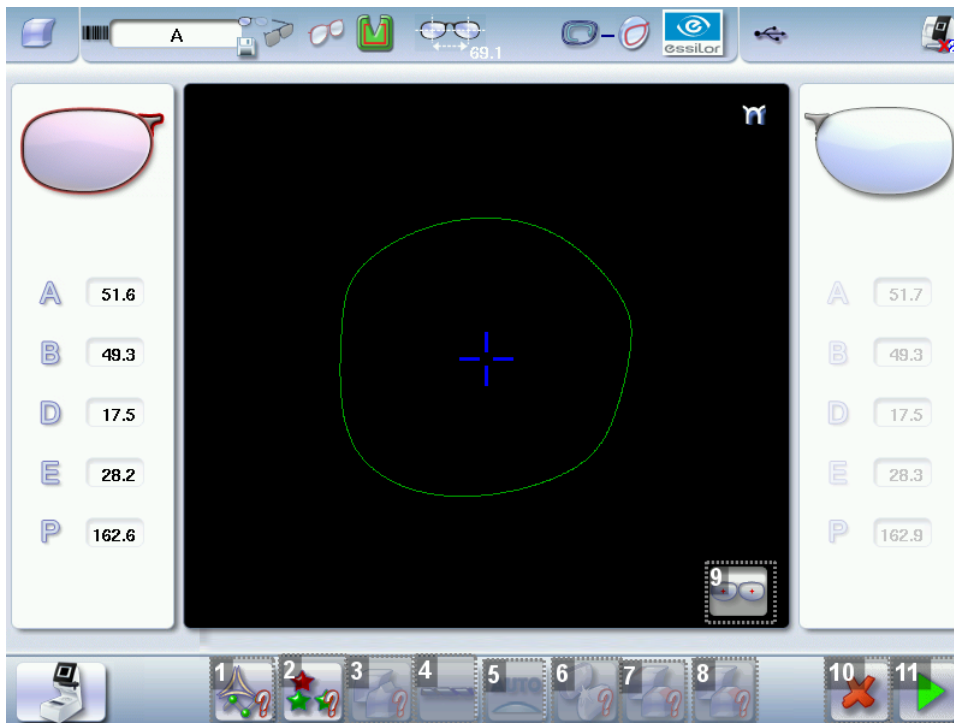 A
69.1
essilor
A 51.6
B 49.3
D 17.5
E 28.2
P 162.6
A 51.7
B 49.3
D 17.5
E 28.3
P 162.9
9
1 ?
2 ?
3 ?
4
5 AUTO
6 ?
7 ?
8 ?
10
11